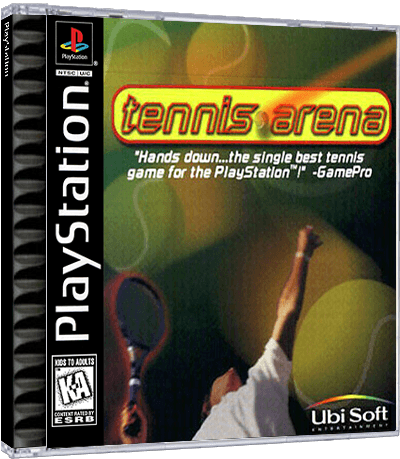 PlayStation
PlayStation
NTSC U/C
PlayStation®
tennis arena
"Hands down...the single best tennis
game for the PlayStation™!" -GamePro
KIDS TO ADULTS
K-A
®
CONTENT RATED BY
ESRB
Ubi Soft
ENTERTAINMENT